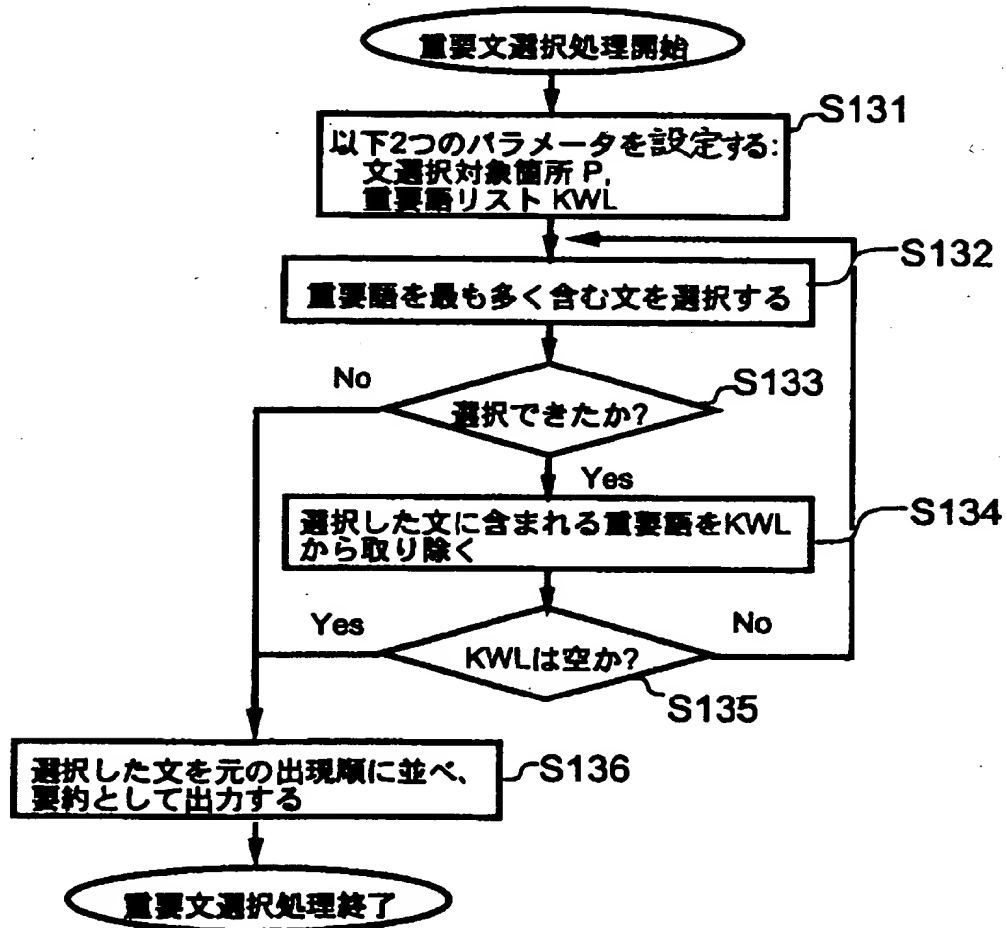 重要文選択処理開始
S131
以下2つのパラメータを設定する:
文選択対象箇所 P,
重要語リスト KWL
S132
重要語を最も多く含む文を選択する
No
S133
選択できたか?
Yes
S134
選択した文に含まれる重要語をKWL
から取り除く
Yes
No
KWLは空か?
S135
選択した文を元の出現順に並べ、
要約として出力する
S136
重要文選択処理終了